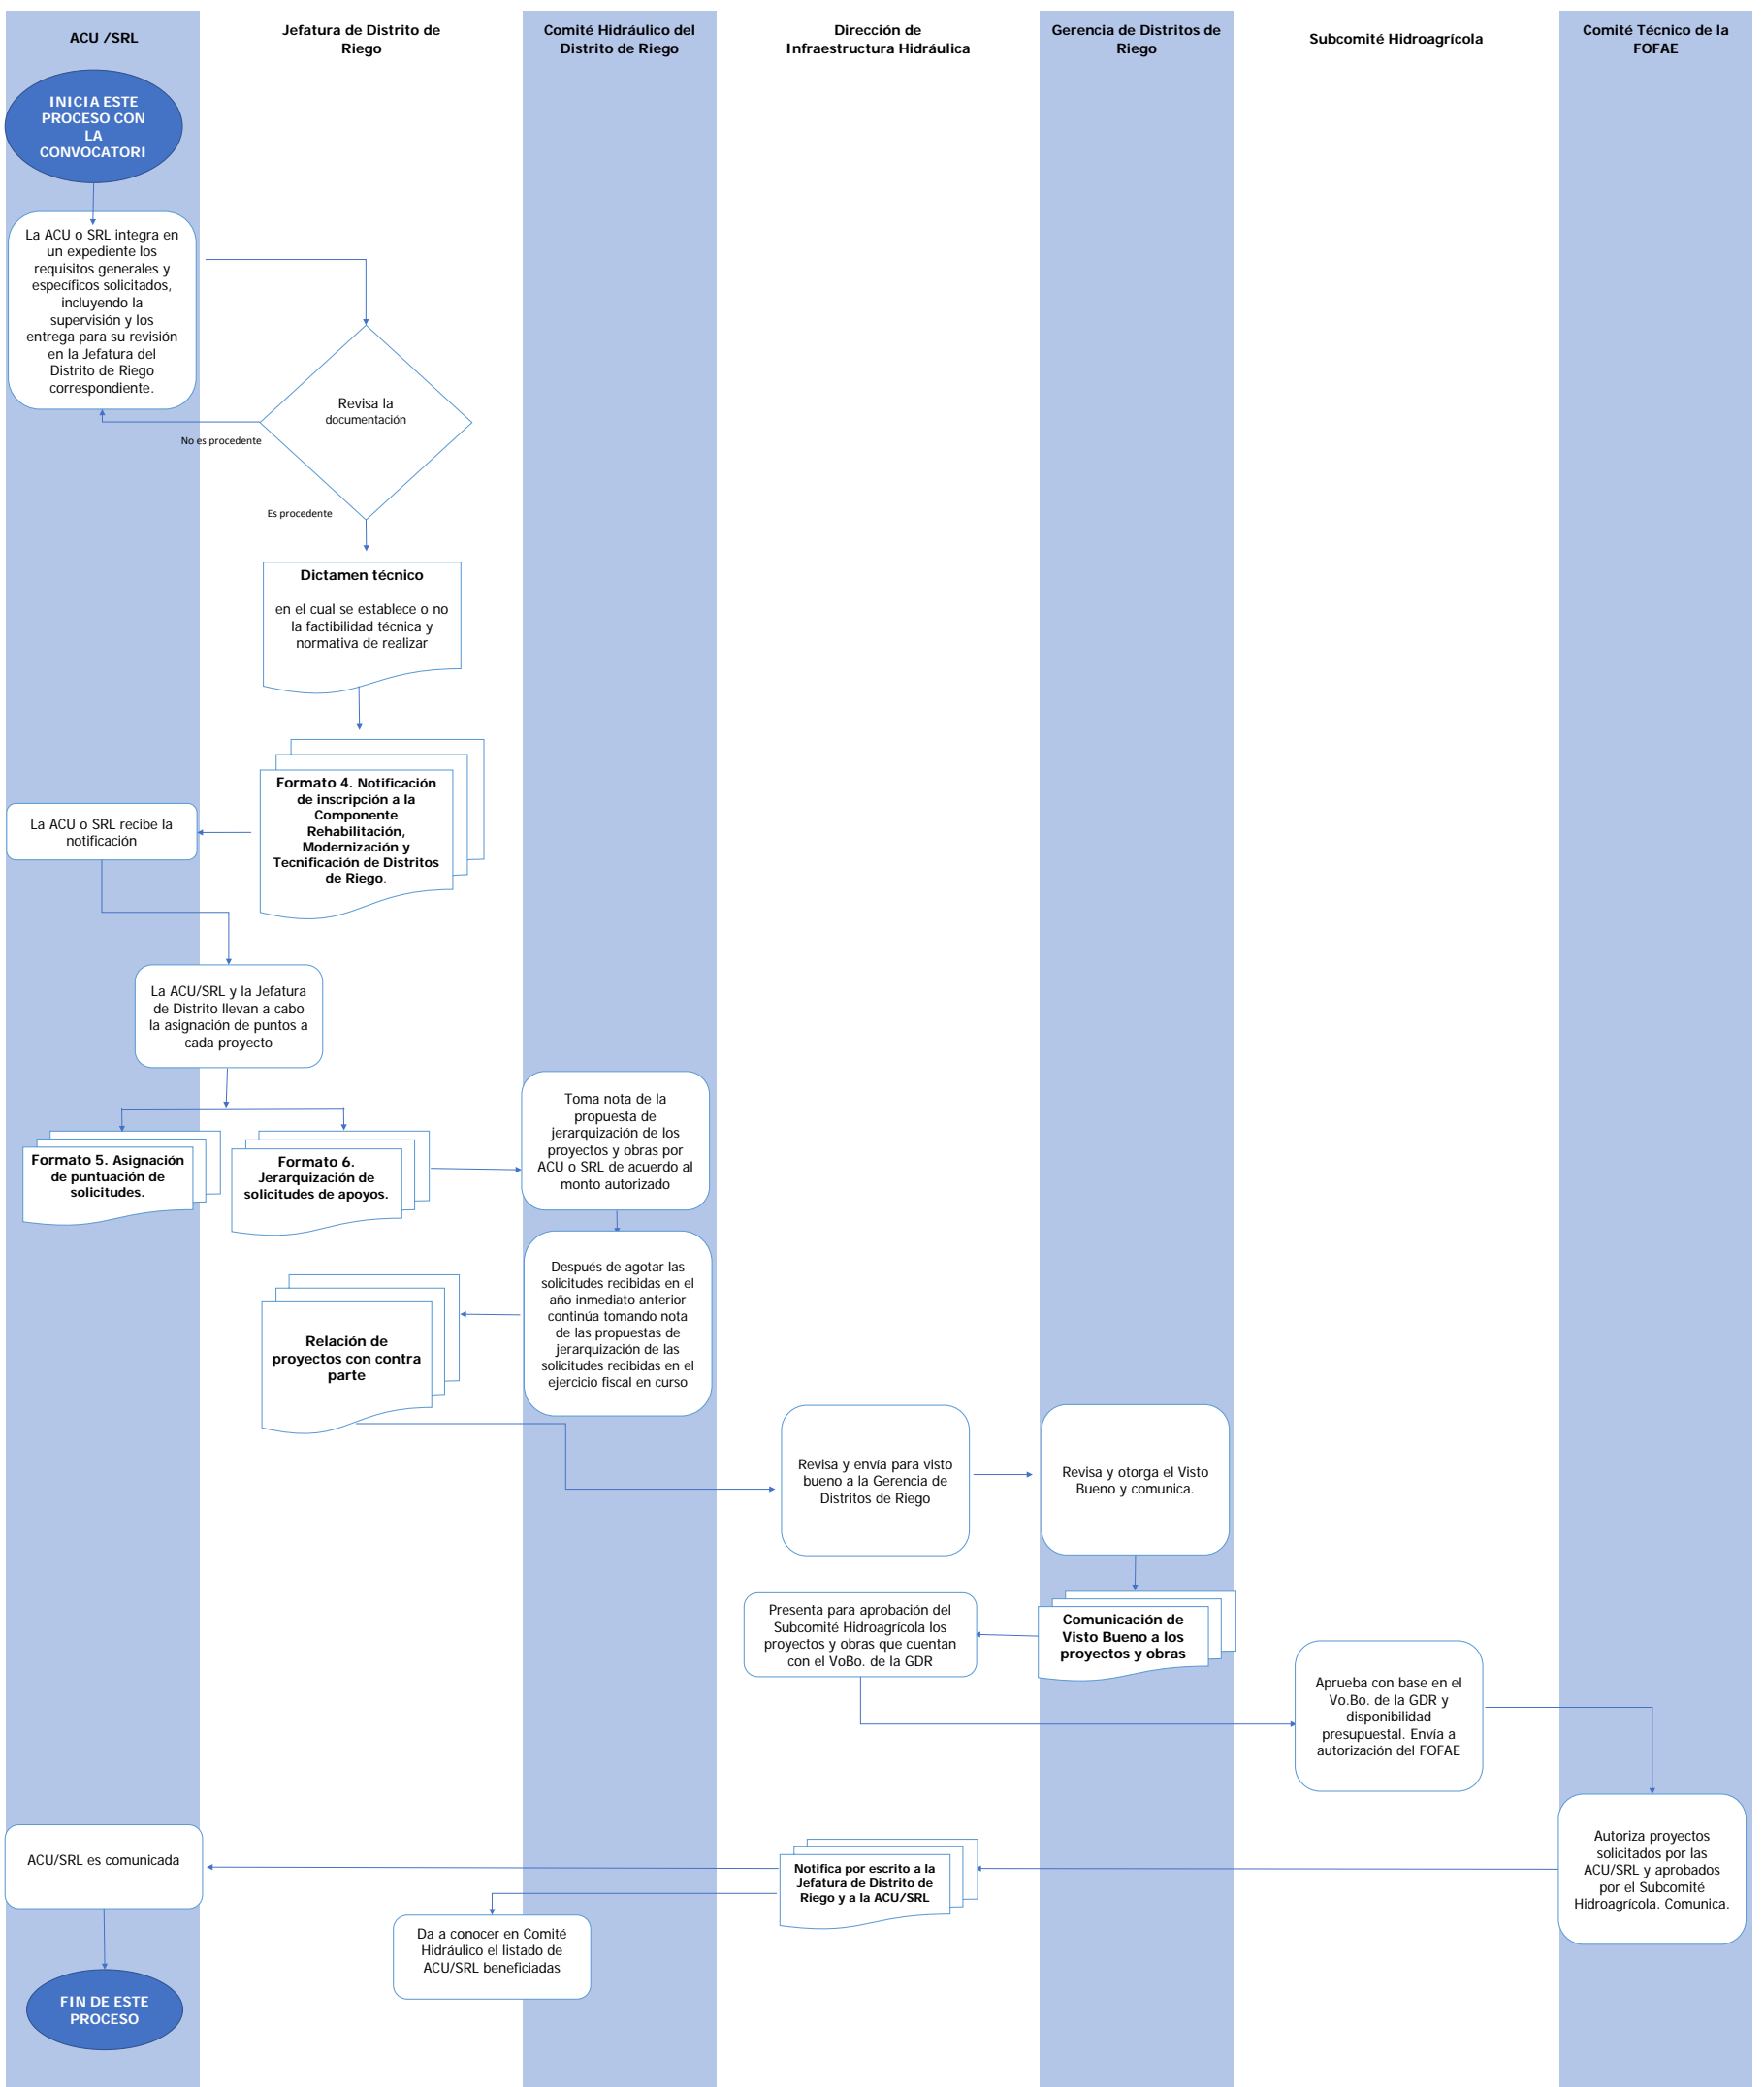 ACU /SRL
Jefatura de Distrito de
Riego
Comité Hidráulico del
Distrito de Riego
Dirección de
Infraestructura Hidráulica
Gerencia de Distritos de
Riego
Subcomité Hidroagrícola
Comité Técnico de la
FOFAE
INICIA ESTE
PROCESO CON
LA
CONVOCATORI
La ACU o SRL integra en
un expediente los
requisitos generales y
específicos solicitados,
incluyendo la
supervisión y los
entrega para su revisión
en la Jefatura del
Distrito de Riego
correspondiente.
Revisa la
documentación
No es procedente
Es procedente
Dictamen técnico
en el cual se establece o no
la factibilidad técnica y
normativa de realizar
Formato 4. Notificación
de inscripción a la
Componente
Rehabilitación,
Modernización y
Tecnificación de Distritos
de Riego.
La ACU o SRL recibe la
notificación
La ACU/SRL y la Jefatura
de Distrito llevan a cabo
la asignación de puntos a
cada proyecto
Formato 5. Asignación
de puntuación de
solicitudes.
Formato 6.
Jerarquización de
solicitudes de apoyos.
Toma nota de la
propuesta de
jerarquización de los
proyectos y obras por
ACU o SRL de acuerdo al
monto autorizado
Después de agotar las
solicitudes recibidas en el
año inmediato anterior
continúa tomando nota
de las propuestas de
jerarquización de las
solicitudes recibidas en el
ejercicio fiscal en curso
Relación de
proyectos con contra
parte
Revisa y envía para visto
bueno a la Gerencia de
Distritos de Riego
Revisa y otorga el Visto
Bueno y comunica.
Comunicación de
Visto Bueno a los
proyectos y obras
Presenta para aprobación del
Subcomité Hidroagrícola los
proyectos y obras que cuentan
con el VoBo. de la GDR
Aprueba con base en el
Vo.Bo. de la GDR y
disponibilidad
presupuestal. Envía a
autorización del FOFAE
Autoriza proyectos
solicitados por las
ACU/SRL y aprobados
por el Subcomité
Hidroagrícola. Comunica.
Notifica por escrito a la
Jefatura de Distrito de
Riego y a la ACU/SRL
ACU/SRL es comunicada
Da a conocer en Comité
Hidráulico el listado de
ACU/SRL beneficiadas
FIN DE ESTE
PROCESO